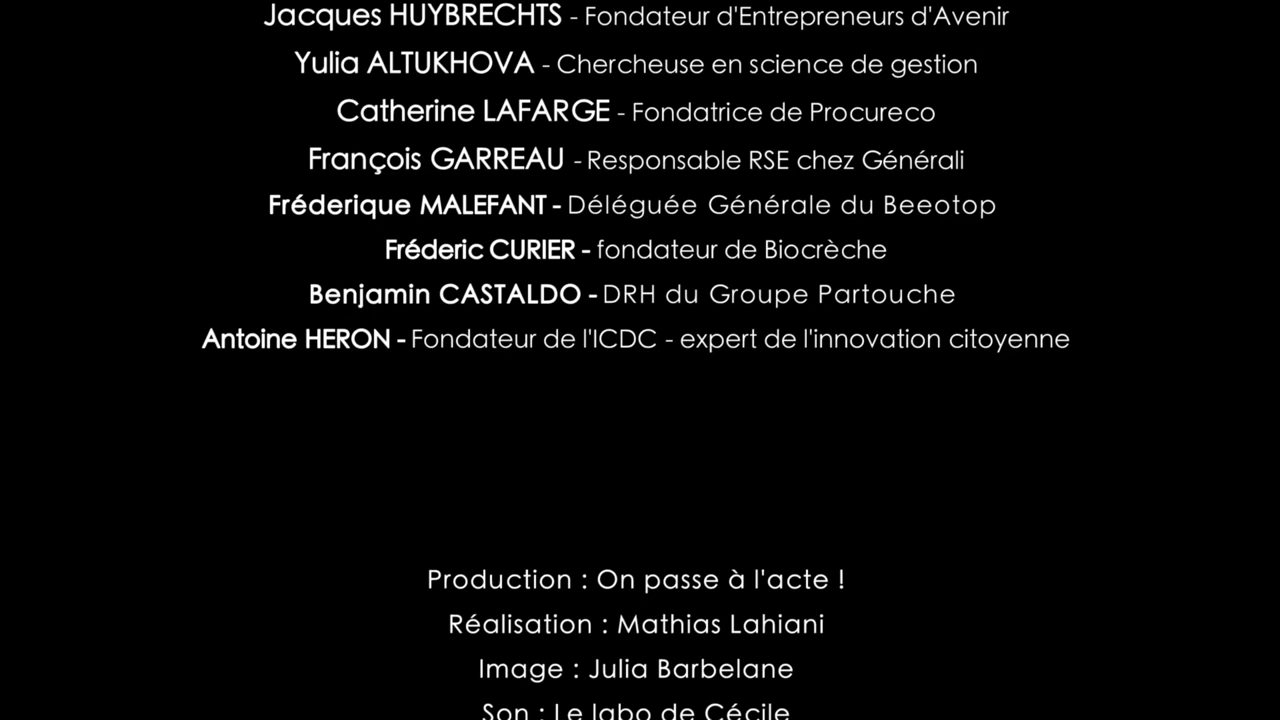 Jacques HUYBRECHTS - Fondateur d'Entrepreneurs d'Avenir
Yulia ALTUKHOVA - Chercheuse en science de gestion
Catherine LAFARGE - Fondatrice de Procureco
François GARREAU - Responsable RSE chez Générali
Fréderique MALEFANT - Déléguée Générale du Beeotop
Fréderic CURIER - fondateur de Biocrèche
Benjamin CASTALDO - DRH du Groupe Partouche
Antoine HERON - Fondateur de l'ICDC - expert de l'innovation citoyenne
Production : On passe à l'acte !
Réalisation : Mathias Lahiani
Image : Julia Barbelane
Son : Le labo de Cécile